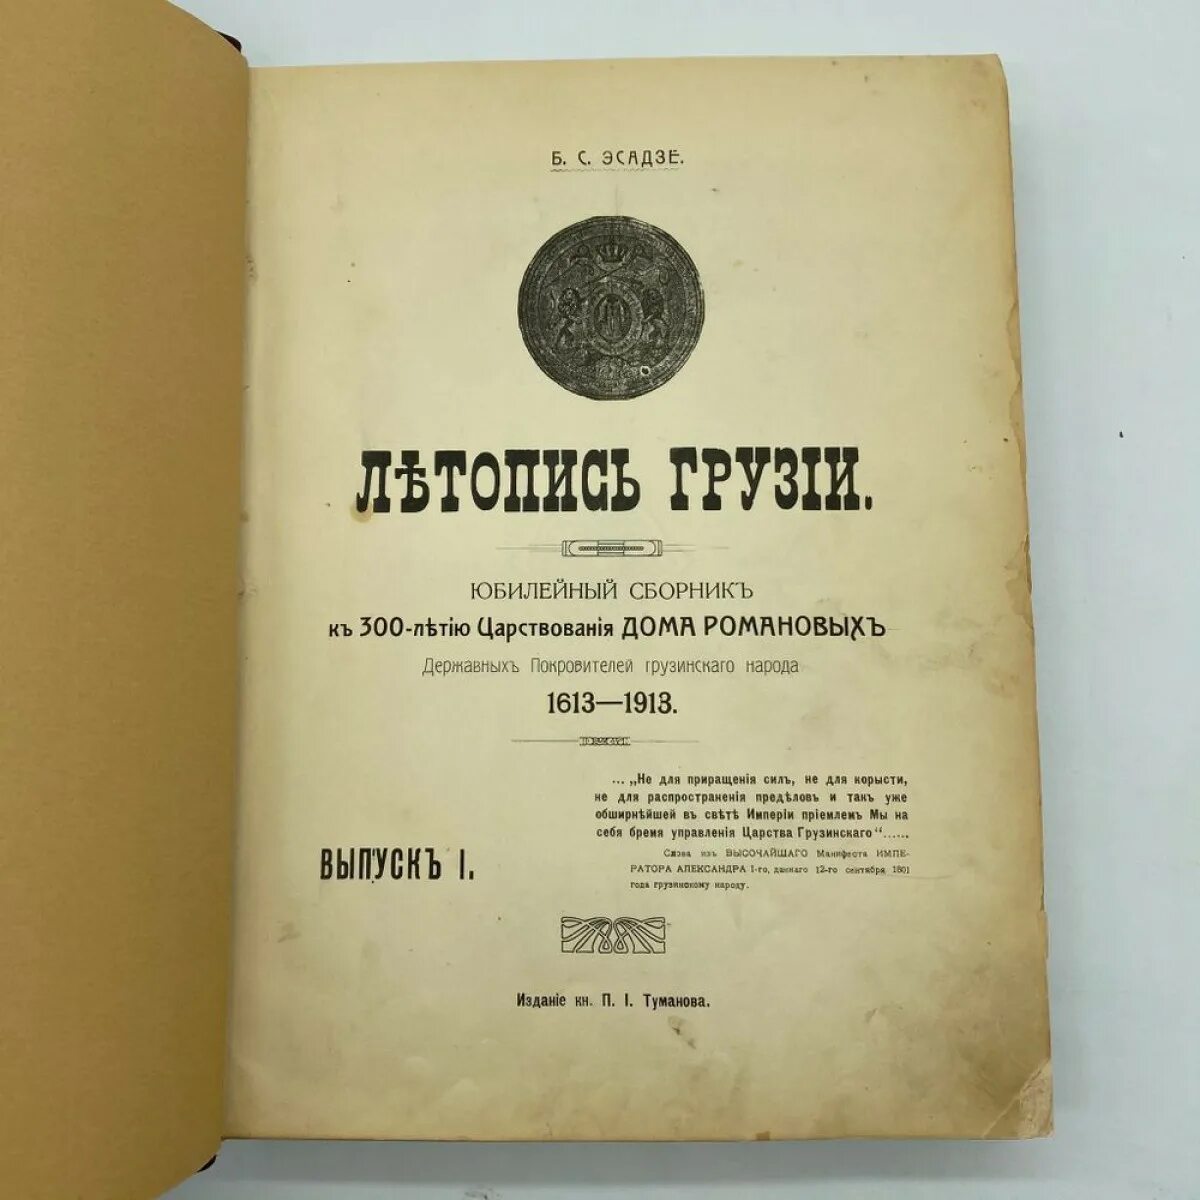 Б. С. ЭСАДЗЕ.
ЛѢТОПИСЬ ГРУЗІИ.
ЮБИЛЕЙНЫЙ СБОРНИКЪ
къ 300-лѣтію Царствованія ДОМА РОМАНОВЫХЪ
Державныхъ Покровителей грузинскаго народа
1613—1913.
... „Не для приращенія силъ, не для корысти,
не для распространенія предѣловъ и такъ уже
обширнѣйшей въ свѣтѣ Имперіи пріемлемъ Мы на
себя бремя управленія Царства Грузинскаго“......
Слова изъ ВЫСОЧАЙШАГО Манифеста ИМПЕ-
РАТОРА АЛЕКСАНДРА I-го, даннаго 12-го сентября 1801
года грузинскому народу.
ВЫПУСКЪ I.
Изданіе кн. П. І. Туманова.